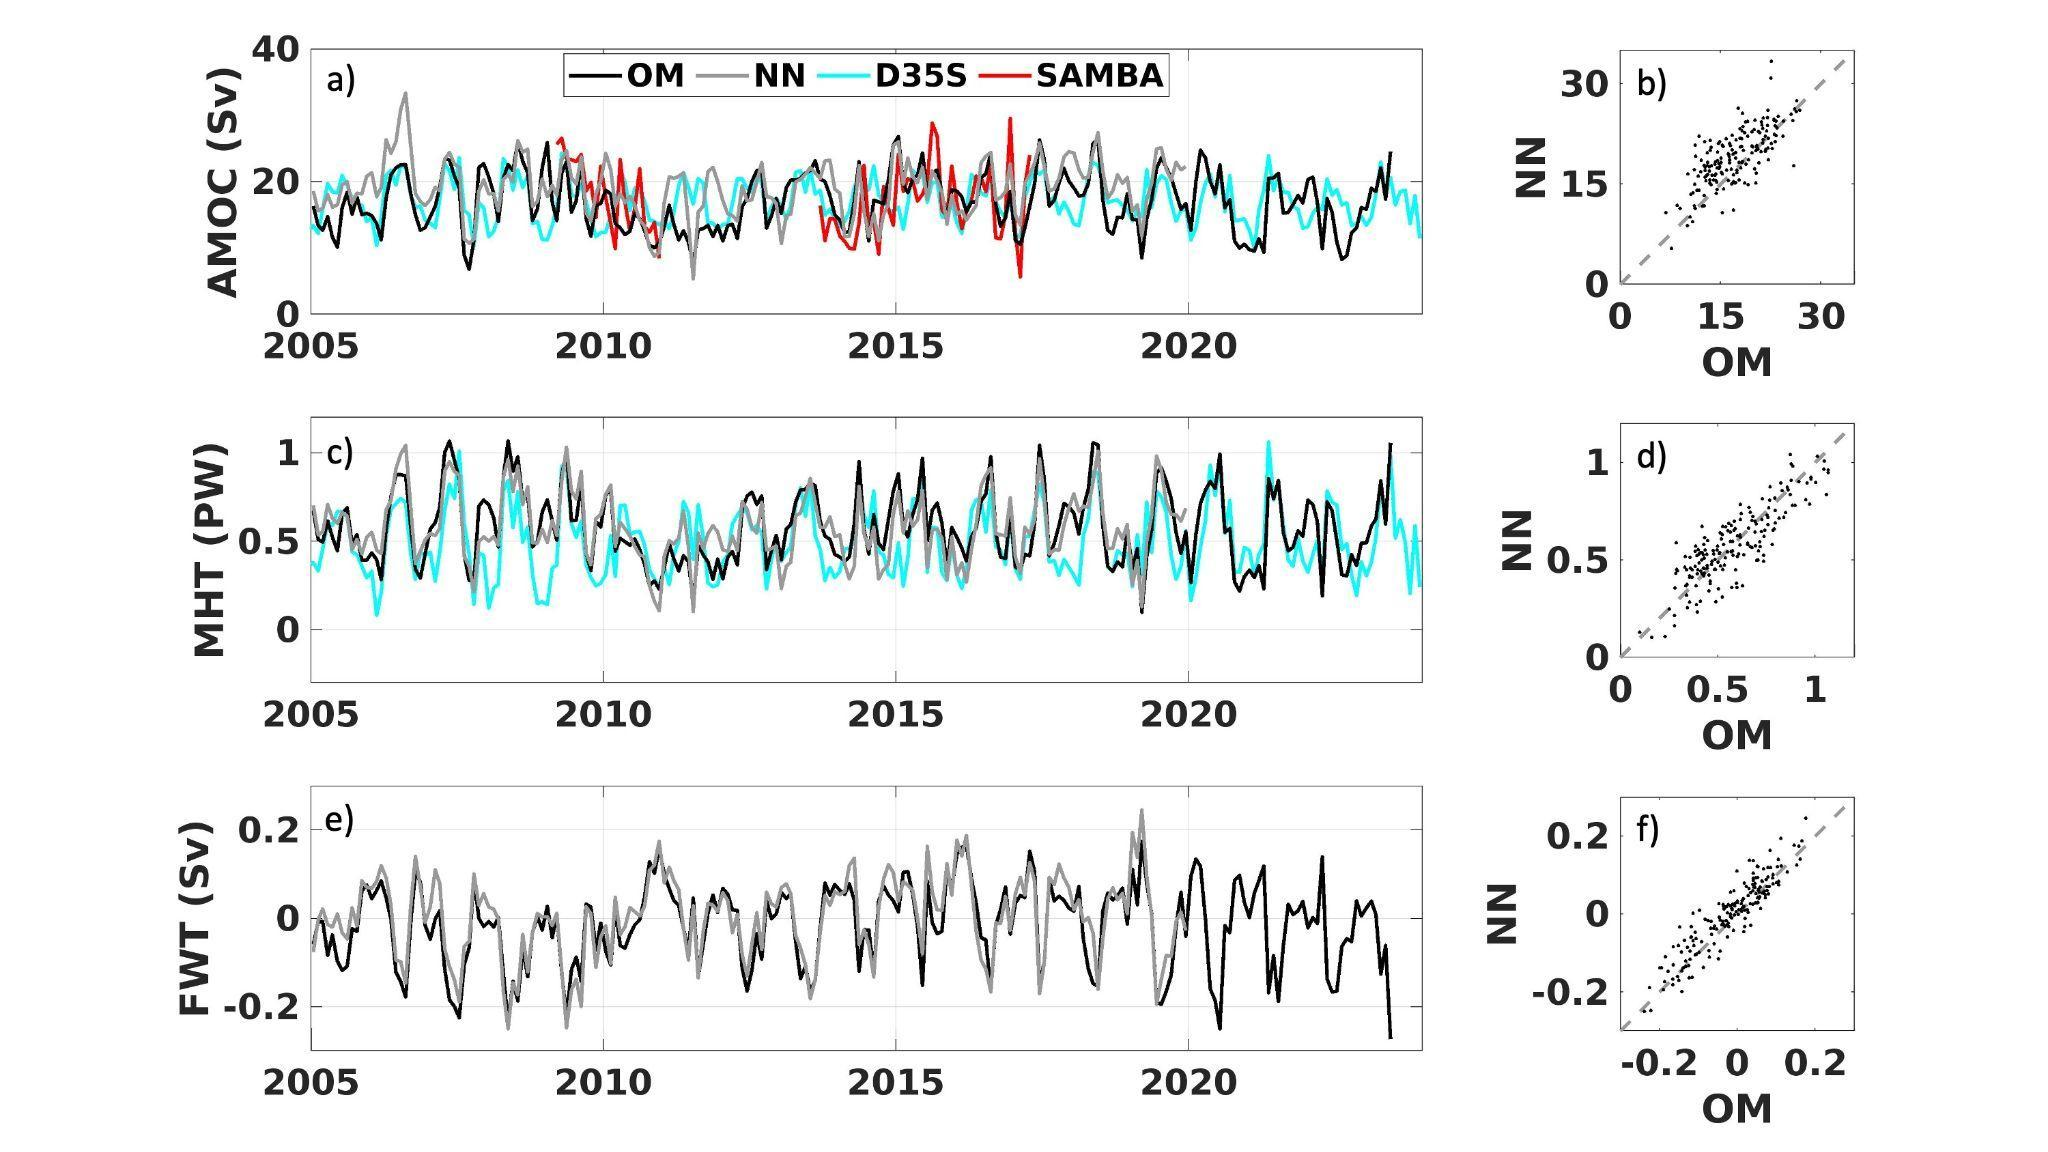 a)
OM NN D35S SAMBA
AMOC (Sv)
40
20
0
2005 2010 2015 2020
b)
NN
30
15
0
0 15 30
OM
c)
MHT (PW)
1
0.5
0
2005 2010 2015 2020
d)
NN
1
0.5
0
0 0.5 1
OM
e)
FWT (Sv)
0.2
0
-0.2
2005 2010 2015 2020
f)
NN
0.2
0
-0.2
-0.2 0 0.2
OM